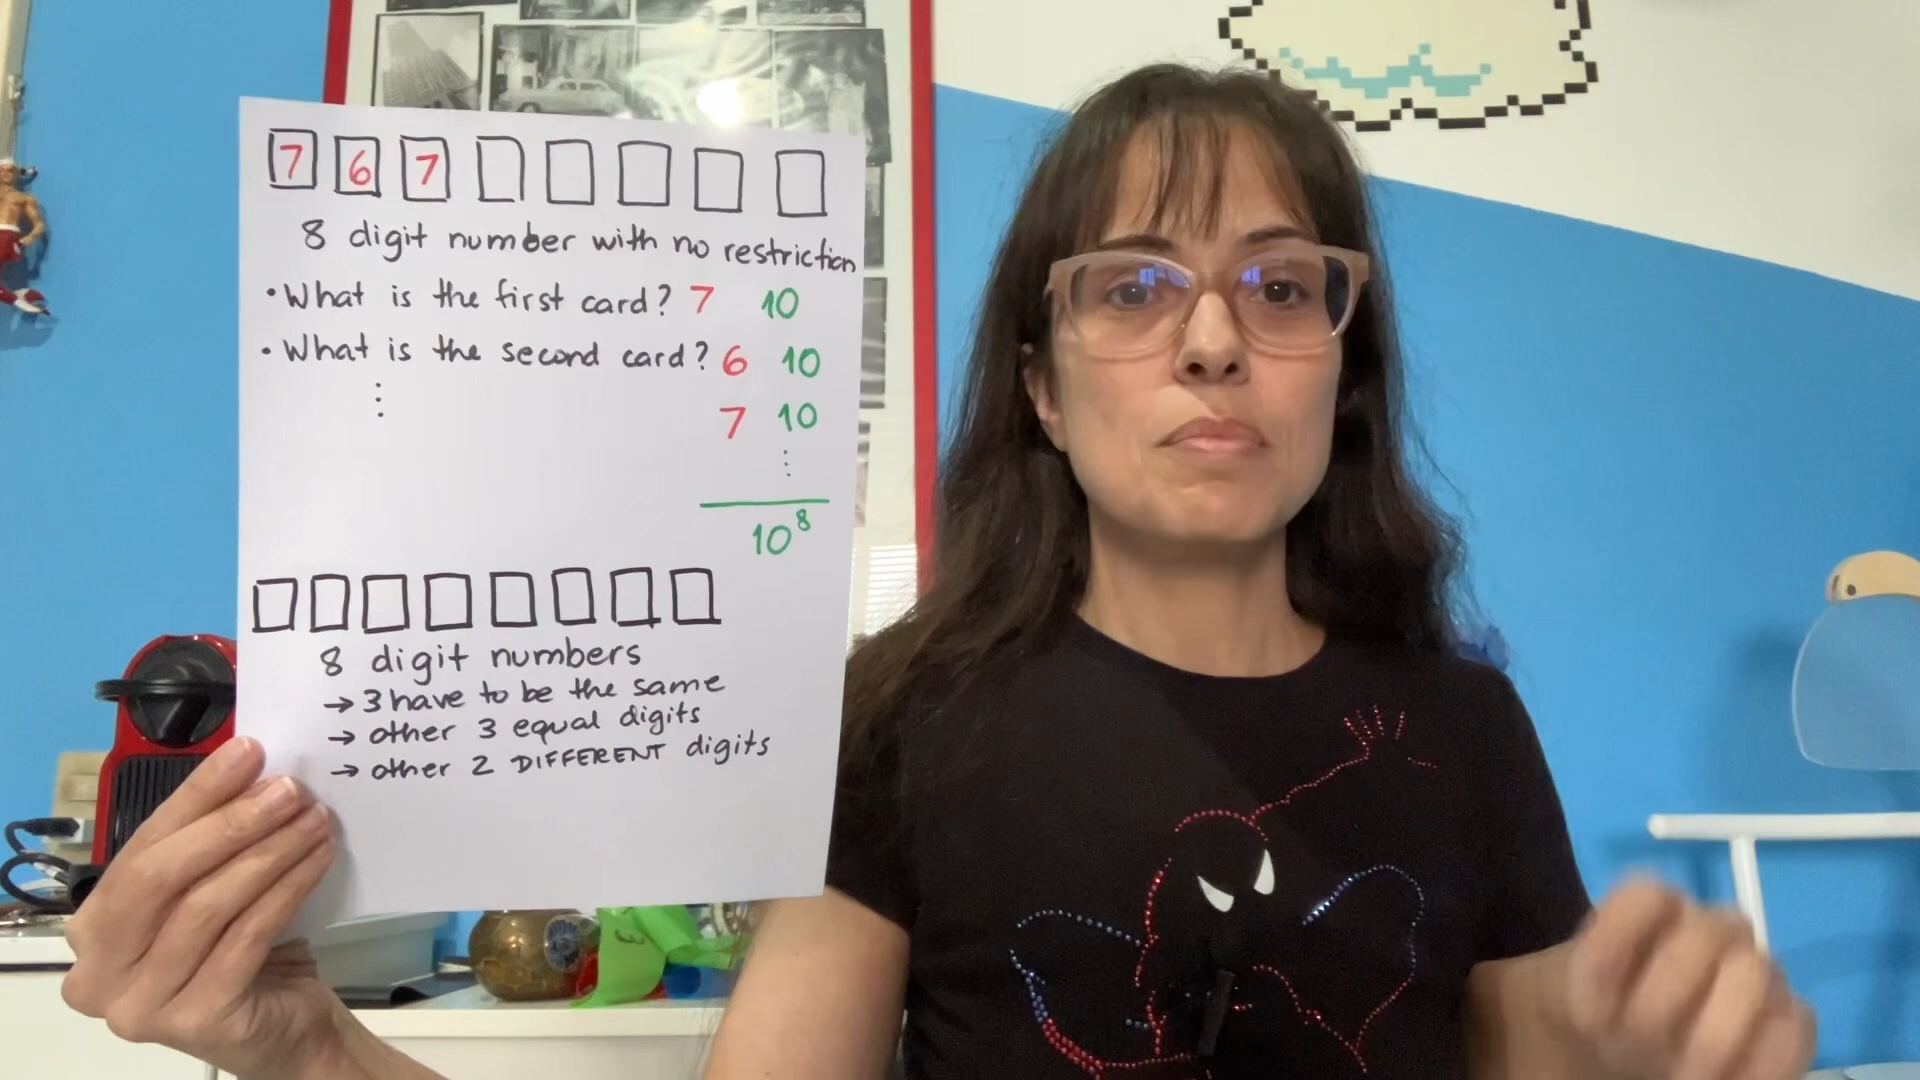 7 6 7
8 digit number with no restriction
• What is the first card? 7 10
• What is the second card? 6 10
7 10
10⁸
8 digit numbers
→ 3 have to be the same
→ other 3 equal digits
→ other 2 DIFFERENT digits